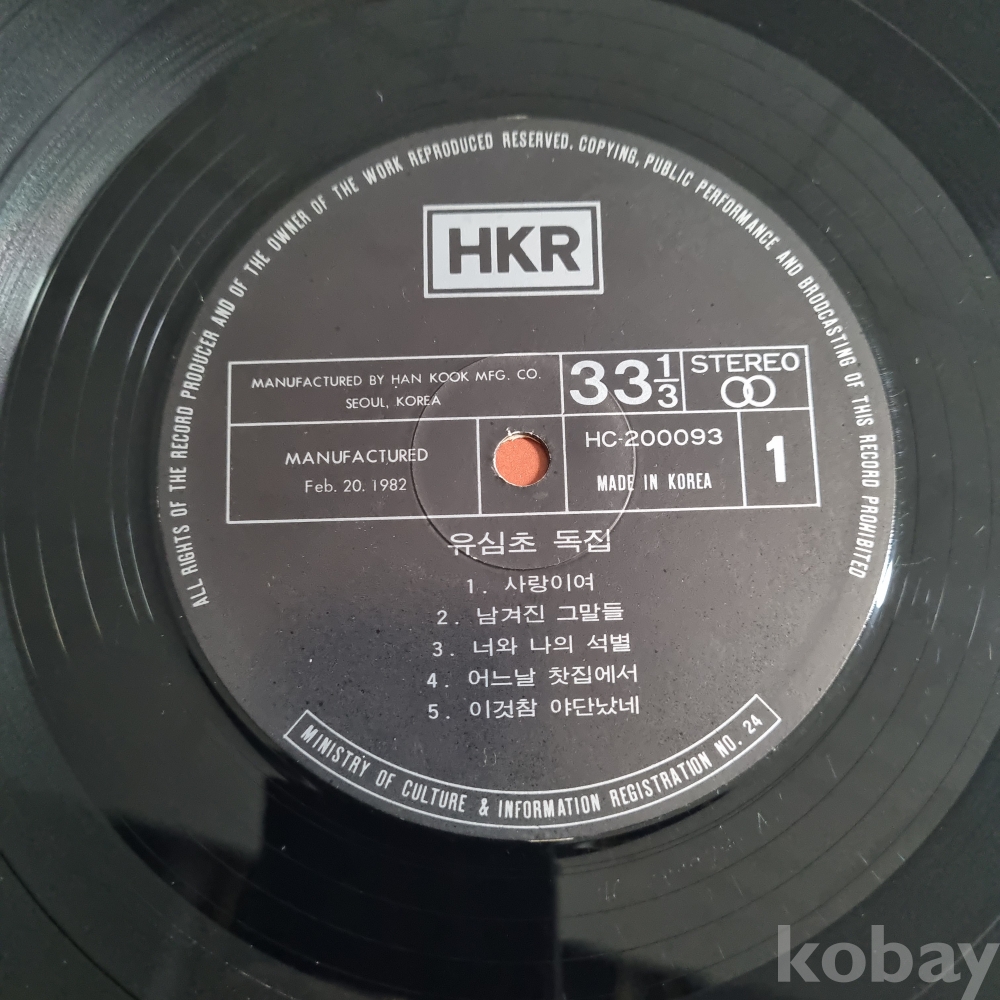 ALL RIGHTS OF THE RECORD PRODUCER AND OF THE OWNER OF THE WORK REPRODUCED RESERVED. COPYING, PUBLIC PERFORMANCE AND BRODCASTING OF THIS RECORD PROHIBITED
HKR
MANUFACTURED BY HAN KOOK MFG. CO.
SEOUL, KOREA
33 1/3
STEREO
MANUFACTURED
Feb. 20. 1982
HC-200093
MADE IN KOREA
1
유심초 독집
1. 사랑이여
2. 남겨진 그말들
3. 너와 나의 석별
4. 어느날 찻집에서
5. 이것참 야단났네
MINISTRY OF CULTURE & INFORMATION REGISTRATION NO. 24
kobay